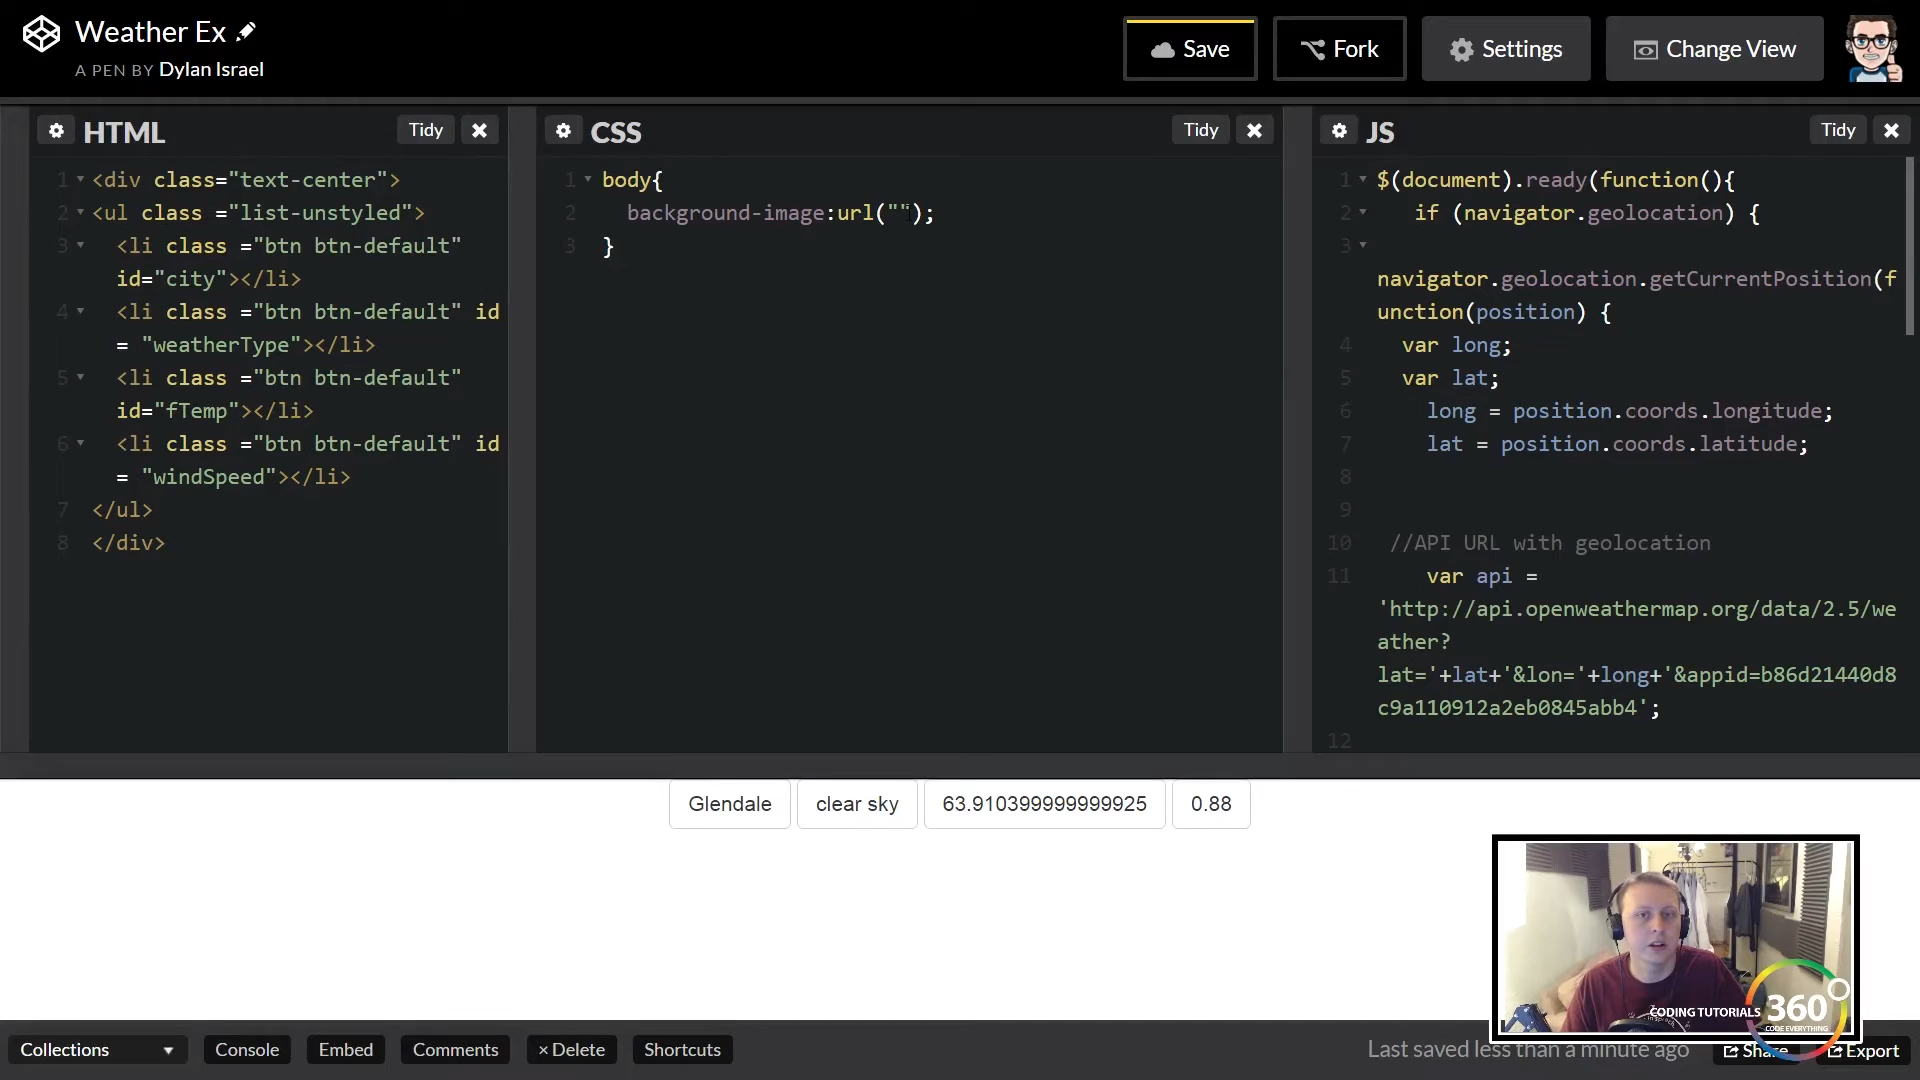 Weather Ex
A PEN BY Dylan Israel
Save
Fork
Settings
Change View
HTML
Tidy
1 <div class="text-center">
2 <ul class ="list-unstyled">
3 <li class ="btn btn-default"
id="city"></li>
4 <li class ="btn btn-default" id
= "weatherType"></li>
5 <li class ="btn btn-default"
id="fTemp"></li>
6 <li class ="btn btn-default" id
= "windSpeed"></li>
7 </ul>
8 </div>
CSS
Tidy
1 body{
2 background-image:url("");
3 }
JS
Tidy
1 $(document).ready(function(){
2 if (navigator.geolocation) {
3
navigator.geolocation.getCurrentPosition(f
unction(position) {
4 var long;
5 var lat;
6 long = position.coords.longitude;
7 lat = position.coords.latitude;
8
9
10 //API URL with geolocation
11 var api =
'http://api.openweathermap.org/data/2.5/we
ather?
lat='+lat+'&lon='+long+'&appid=b86d21440d8
c9a110912a2eb0845abb4';
12
Glendale
clear sky
63.910399999999925
0.88
CODING TUTORIALS 360
CODE EVERYTHING
Collections
Console
Embed
Comments
× Delete
Shortcuts
Last saved less than a minute ago
Share
Export